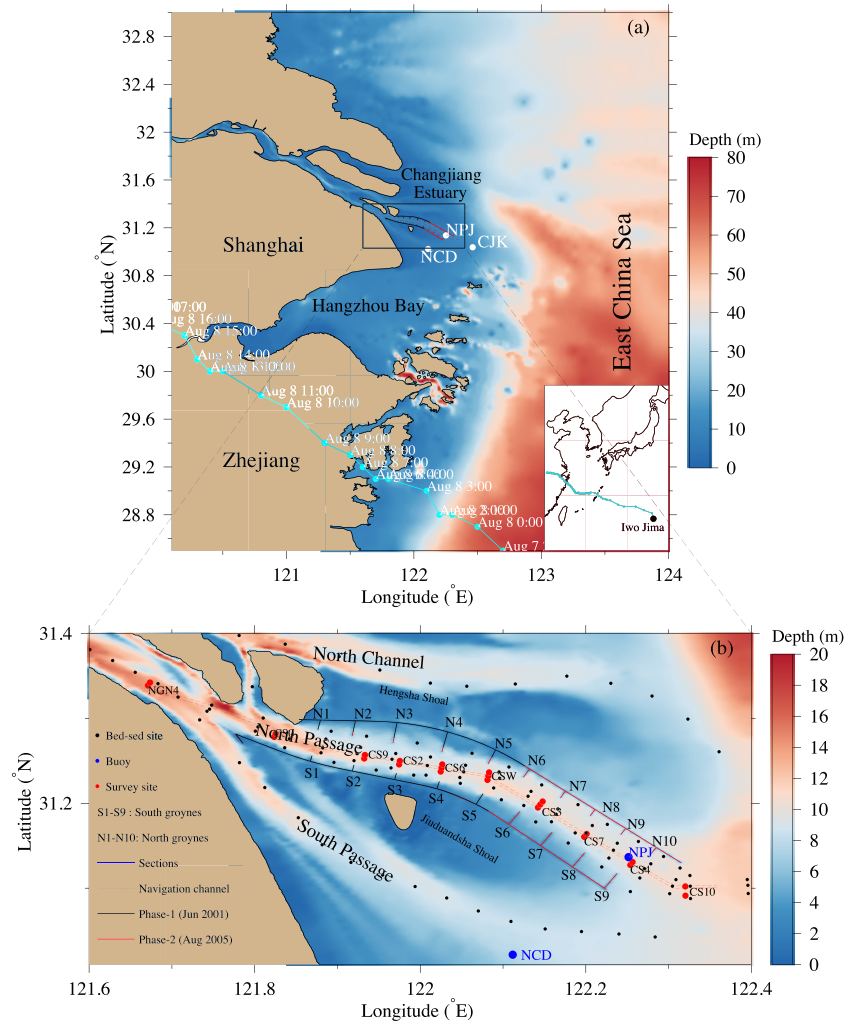 (a)
Depth (m)
80
70
60
50
40
30
20
10
0
32.8
32.4
32
31.6
31.2
30.8
30.4
30
29.6
29.2
28.8
Latitude (°N)
Changjiang
Estuary
NPJ
CJK
NCD
Shanghai
Hangzhou Bay
East China Sea
Zhejiang
07:00
Aug 8 16:00
Aug 8 15:00
Aug 8 14:00
Aug 8 11:00
Aug 8 10:00
Aug 8 9:00
Aug 8 8:00
Aug 8 7:00
Aug 8 3:00
Aug 8 0:00
Aug 7
Iwo Jima
121
122
123
124
Longitude (°E)
(b)
Depth (m)
20
18
16
14
12
10
8
6
4
2
0
31.4
31.2
Latitude (°N)
North Channel
Hengsha Shoal
North Passage
South Passage
Jiuduandsha Shoal
NGN4
CS9
CS2
CS6
CSW
CS3
CS7
CS4
CS10
NPJ
NCD
N1
N2
N3
N4
N5
N6
N7
N8
N9
N10
S1
S2
S3
S4
S5
S6
S7
S8
S9
Bed-sed site
Buoy
Survey site
S1-S9 : South groynes
N1-N10: North groynes
Sections
Navigation channel
Phase-1 (Jun 2001)
Phase-2 (Aug 2005)
121.6
121.8
122
122.2
122.4
Longitude (°E)